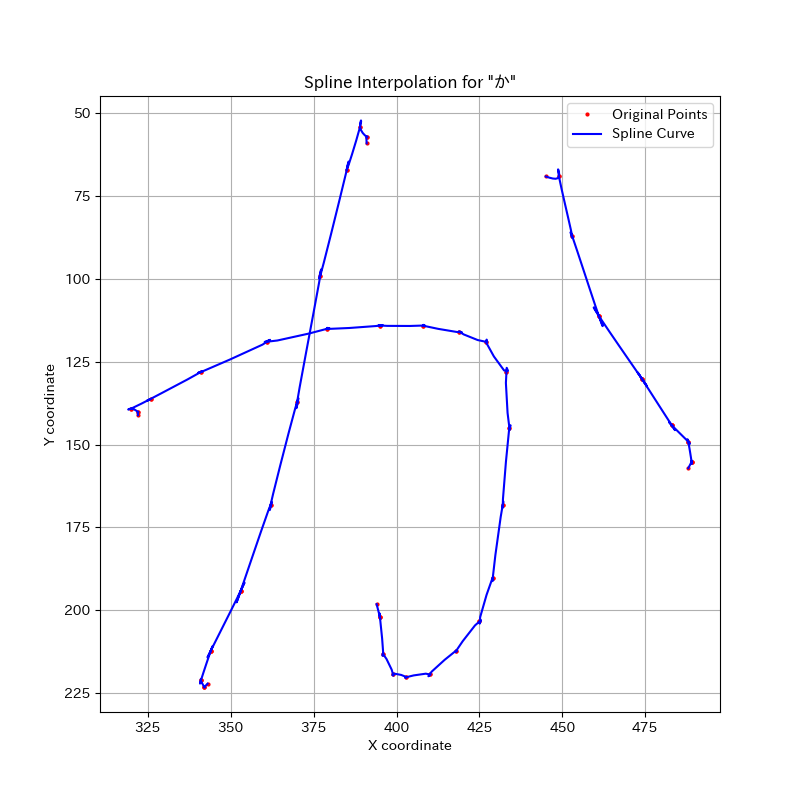 Spline Interpolation for "か"
Original Points
Spline Curve
50
75
100
125
150
175
200
225
Y coordinate
か
325 350 375 400 425 450 475
X coordinate